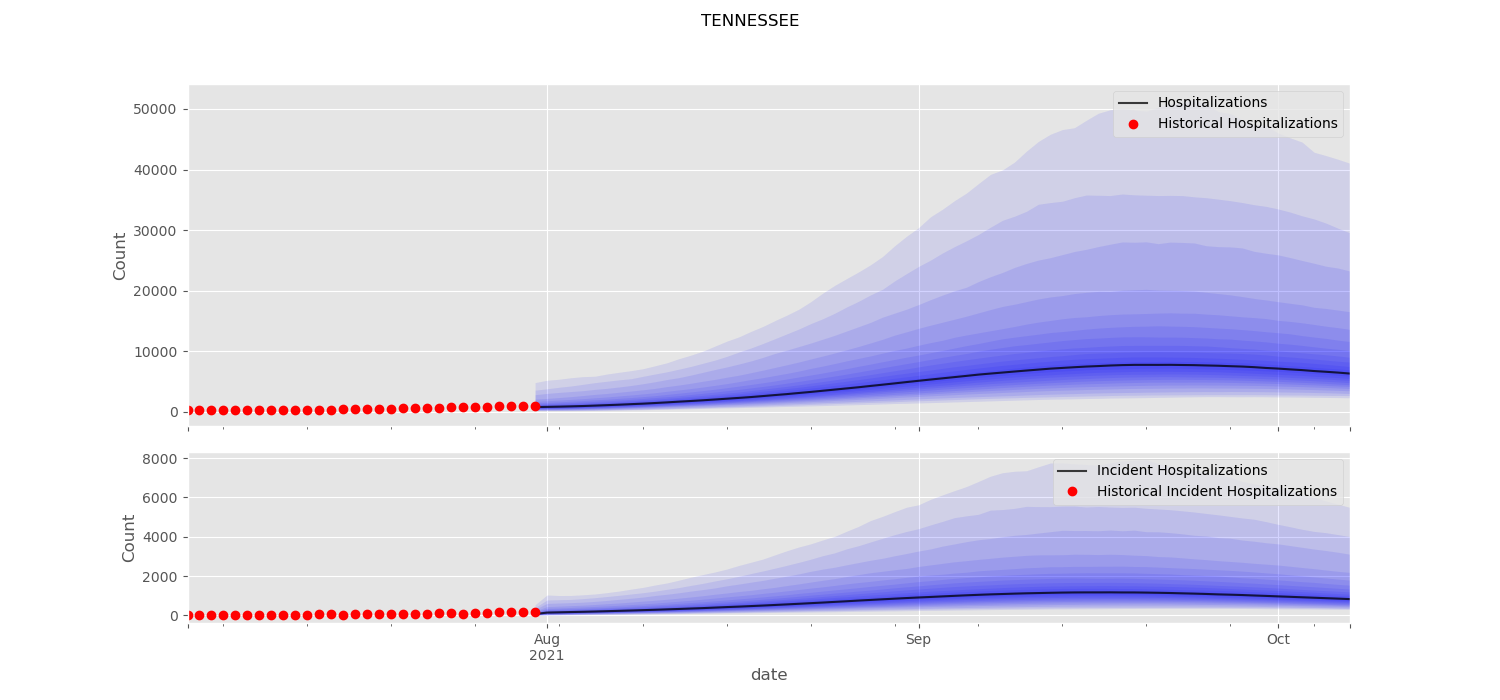 TENNESSEE
Hospitalizations
Historical Hospitalizations
50000
40000
30000
20000
10000
0
Count
Incident Hospitalizations
Historical Incident Hospitalizations
8000
6000
4000
2000
0
Count
Aug
2021
Sep
Oct
date